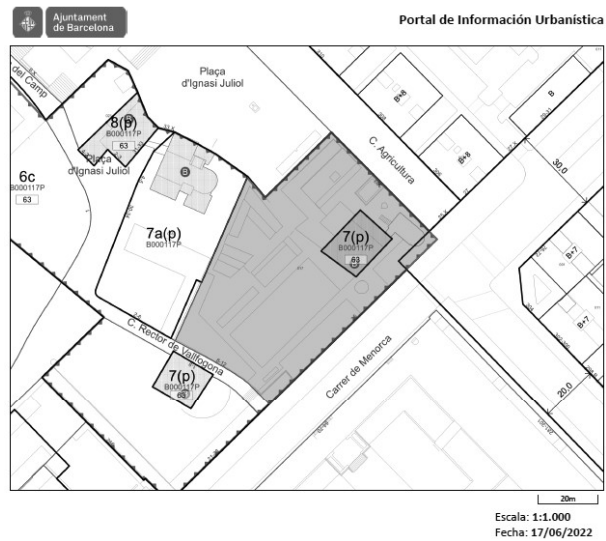 Ajuntament
de Barcelona
Portal de Información Urbanística
del Camp
Plaça
d'Ignasi Juliol
8(p)
B000117P
63
Plaça
d'Ignasi Juliol
C. Agricultura
B+8
B+8
B
30,0
6c
B000117P
63
7a(p)
B000117P
7(p)
B000117P
63
B+7
B+7
C. Rector de Vallfogona
7(p)
B000117P
63
Carrer de Menorca
20,0
20m
Escala: 1:1.000
Fecha: 17/06/2022